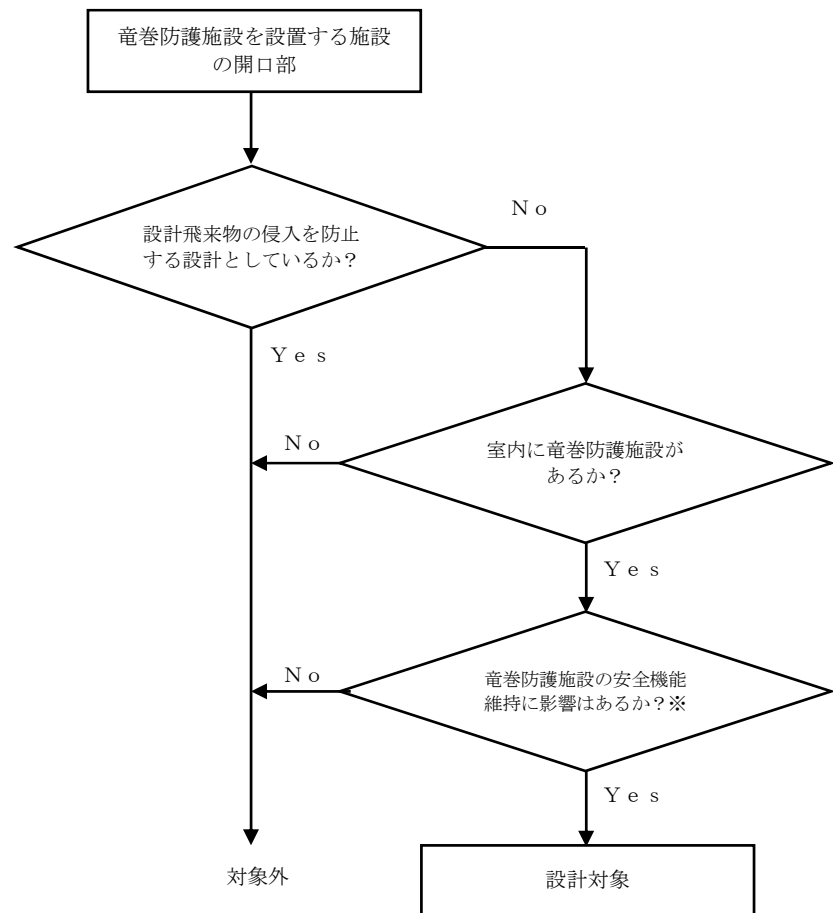 竜巻防護施設を設置する施設
の開口部
設計飛来物の侵入を防止
する設計としているか？
Ｎｏ
Ｙｅｓ
室内に竜巻防護施設が
あるか？
Ｎｏ
Ｙｅｓ
竜巻防護施設の安全機能
維持に影響はあるか？※
Ｎｏ
Ｙｅｓ
対象外
設計対象